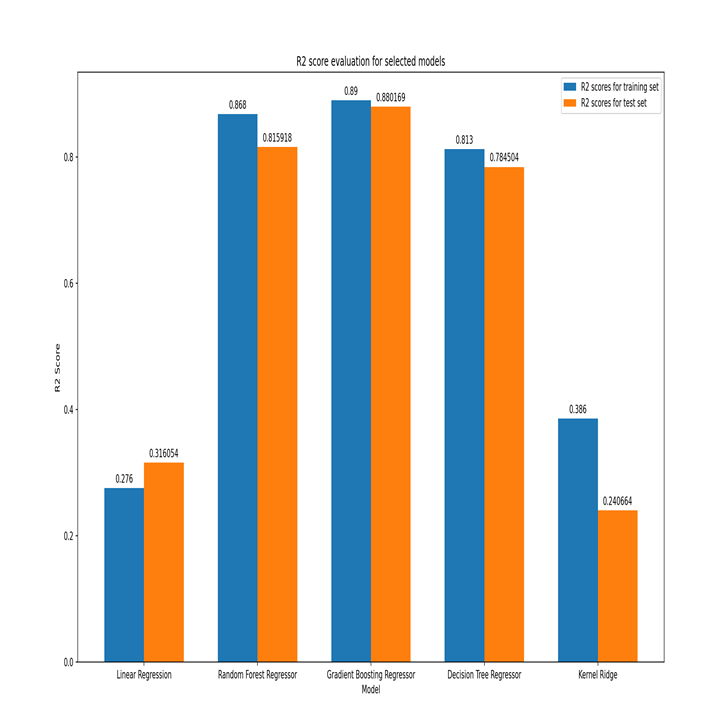 R2 score evaluation for selected models
R2 scores for training set
R2 scores for test set
R2 Score
0.8
0.6
0.4
0.2
0.0
0.276
0.316054
0.868
0.815918
0.89
0.880169
0.813
0.784504
0.386
0.240664
Linear Regression
Random Forest Regressor
Gradient Boosting Regressor
Decision Tree Regressor
Kernel Ridge
Model